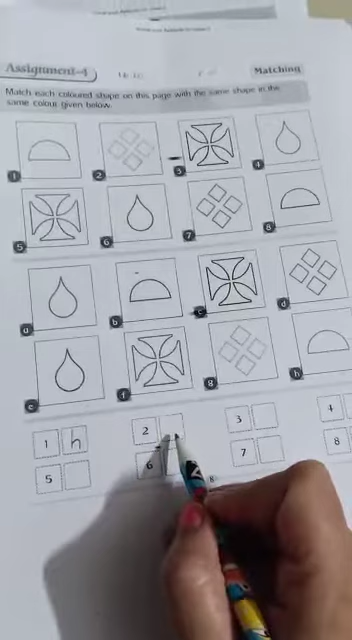 Assignment-4
Matching
Match each coloured shape on this page with the same shape in the
same colour given below.
1 2 3 4
5 6 7 8
a b c d
e f g h
1 h 2 3 4
5 6 7 8
8